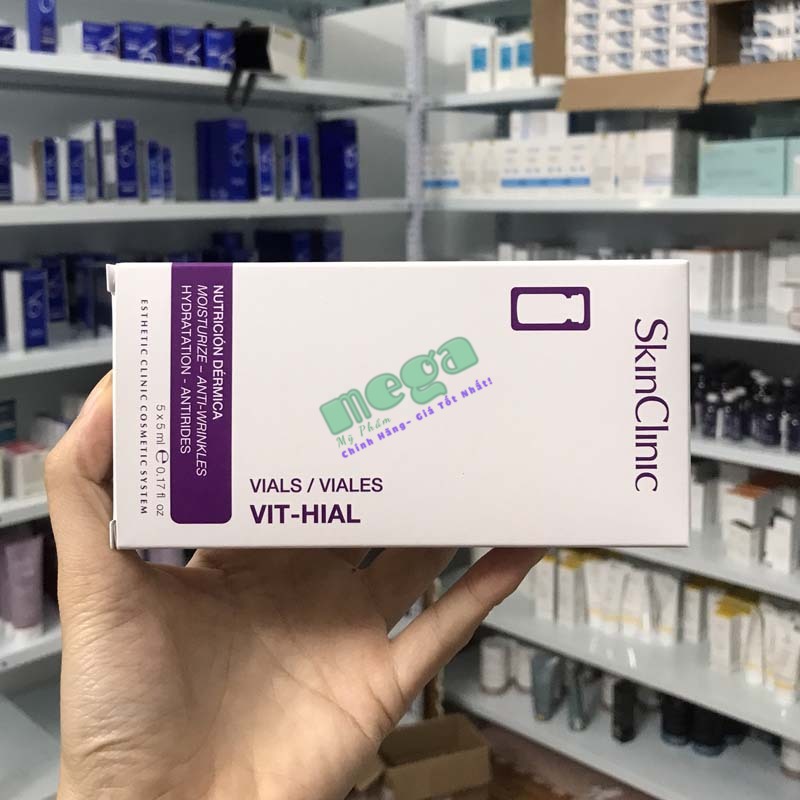 SkinClinic
mega
Mỹ Phẩm
Chính Hãng- Giá Tốt Nhất!
VIALS / VIALES
VIT-HIAL
NUTRICIÓN DÉRMICA
MOISTURIZE – ANTI-WRINKLES
HYDRATATION - ANTIRIDES
5 x 5 ml ℮ 0.17 fl oz
ESTHETIC CLINIC COSMETIC SYSTEM